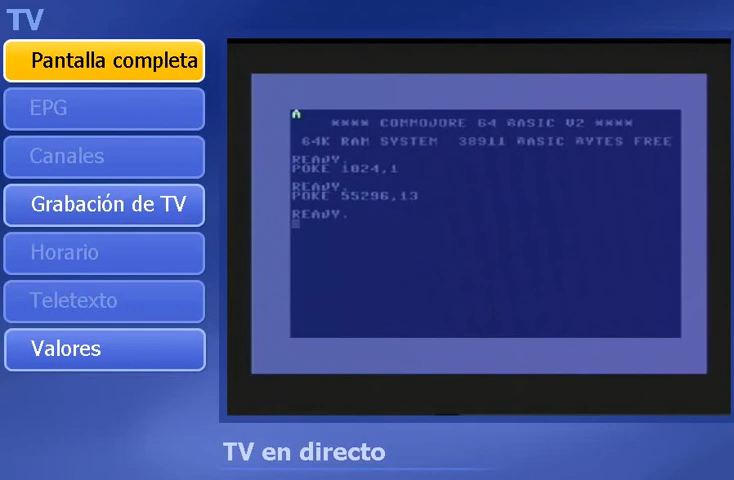 TV
Pantalla completa
EPG
Canales
Grabación de TV
Horario
Teletexto
Valores
A
**** COMMODORE 64 BASIC V2 ****
64K RAM SYSTEM 38911 BASIC BYTES FREE
READY.
POKE 1024,1
READY.
POKE 55296,13
READY.
TV en directo